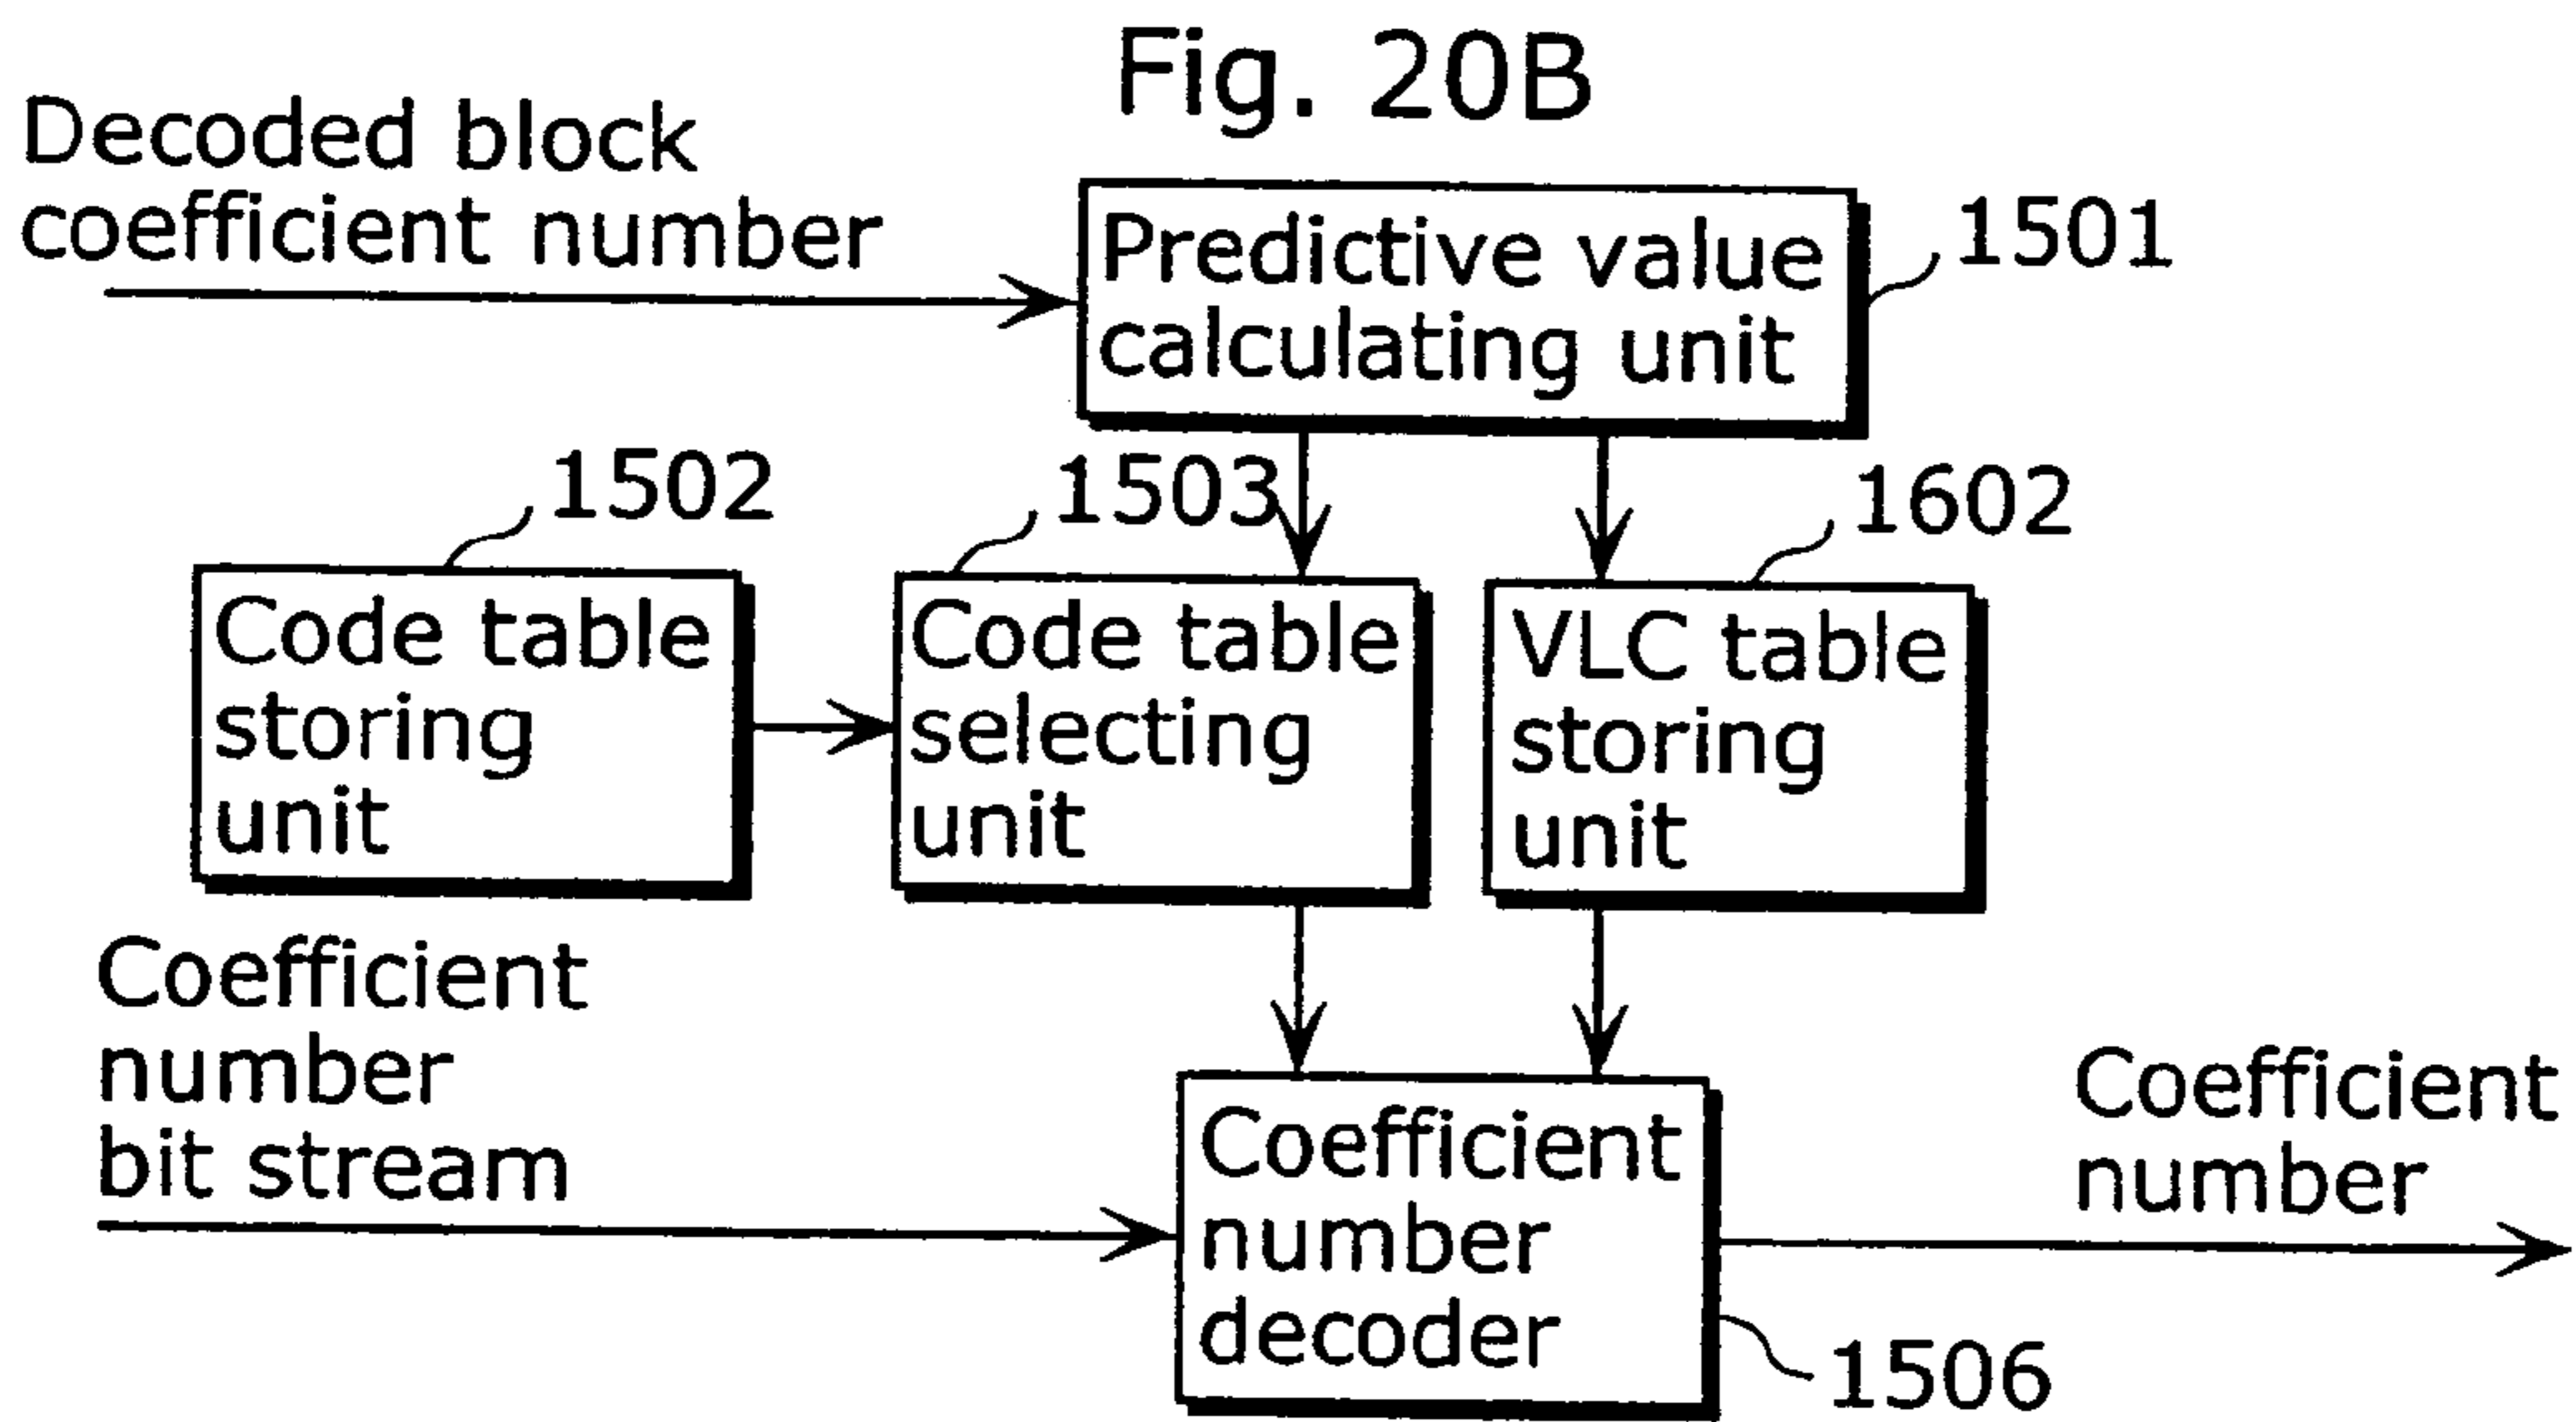 Fig. 20B
Decoded block
coefficient number
Predictive value
calculating unit
1501
1502
1503
1602
Code table
storing
unit
Code table
selecting
unit
VLC table
storing
unit
Coefficient
number
bit stream
Coefficient
number
decoder
Coefficient
number
1506